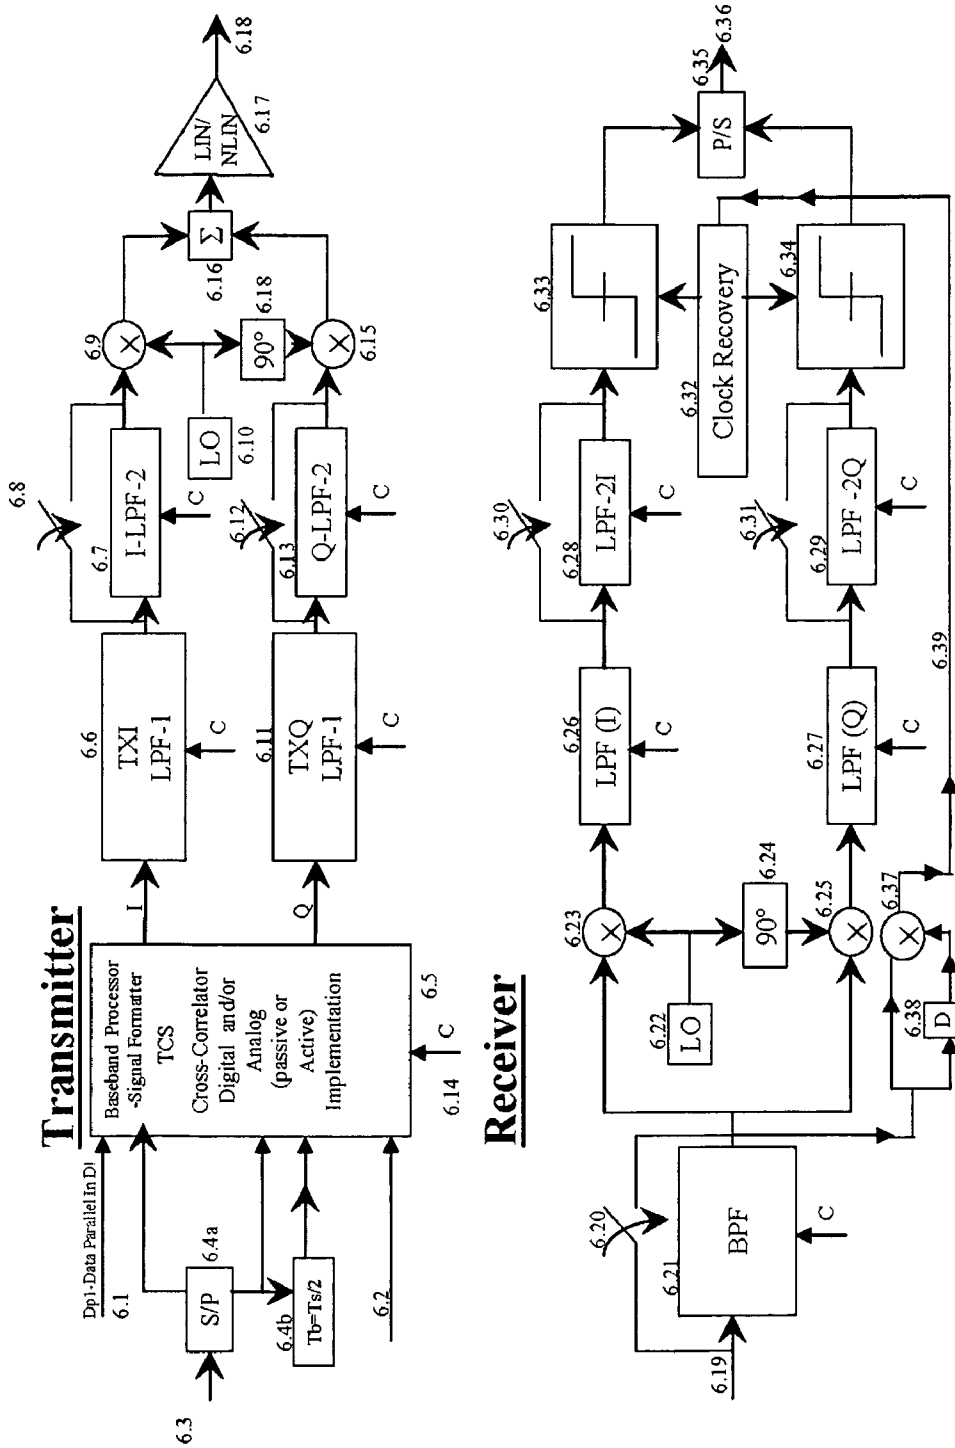 Transmitter
Dp1-Data Parallel In D!
6.1
6.3
S/P
6.4a
6.4b
Tb=Ts/2
6.2
Baseband Processor
-Signal Formatter
TCS
Cross-Correlator
Digital and/or
Analog
(passive or
Active)
Implementation
6.5
C
6.14
I
Q
6.6
TXI
LPF-1
C
6.11
TXQ
LPF-1
C
6.8
6.7
I-LPF-2
C
6.12
6.13
Q-LPF-2
C
6.9
LO
6.10
90°
6.18
6.15
Σ
6.16
LIN/
NLIN
6.17
6.18
Receiver
6.19
6.20
6.21
BPF
C
6.22
LO
6.23
90°
6.24
6.25
6.37
6.38
D
6.39
6.26
LPF (I)
C
6.27
LPF (Q)
C
6.30
6.28
LPF-2I
C
6.31
6.29
LPF -2Q
C
6.32
Clock Recovery
6.33
6.34
P/S
6.35
6.36